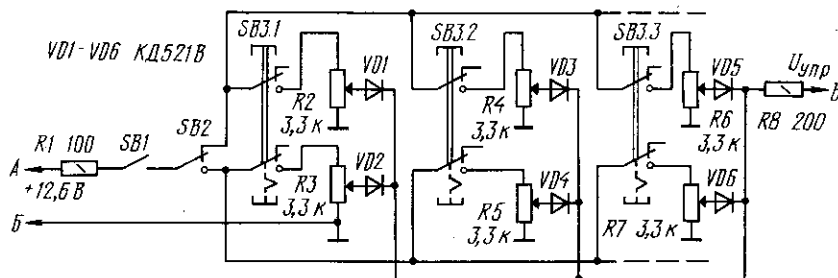 VD1-VD6 КД521В
SB3.1
SB3.2
SB3.3
R1 100
SB1
SB2
А
+12,6 В
Б
R2
3,3 к
VD1
R3
3,3 к
VD2
R4
3,3 к
VD3
R5
3,3 к
VD4
VD5
R6
3,3 к
R7 3,3 к
VD6
Uупр
В
R8 200